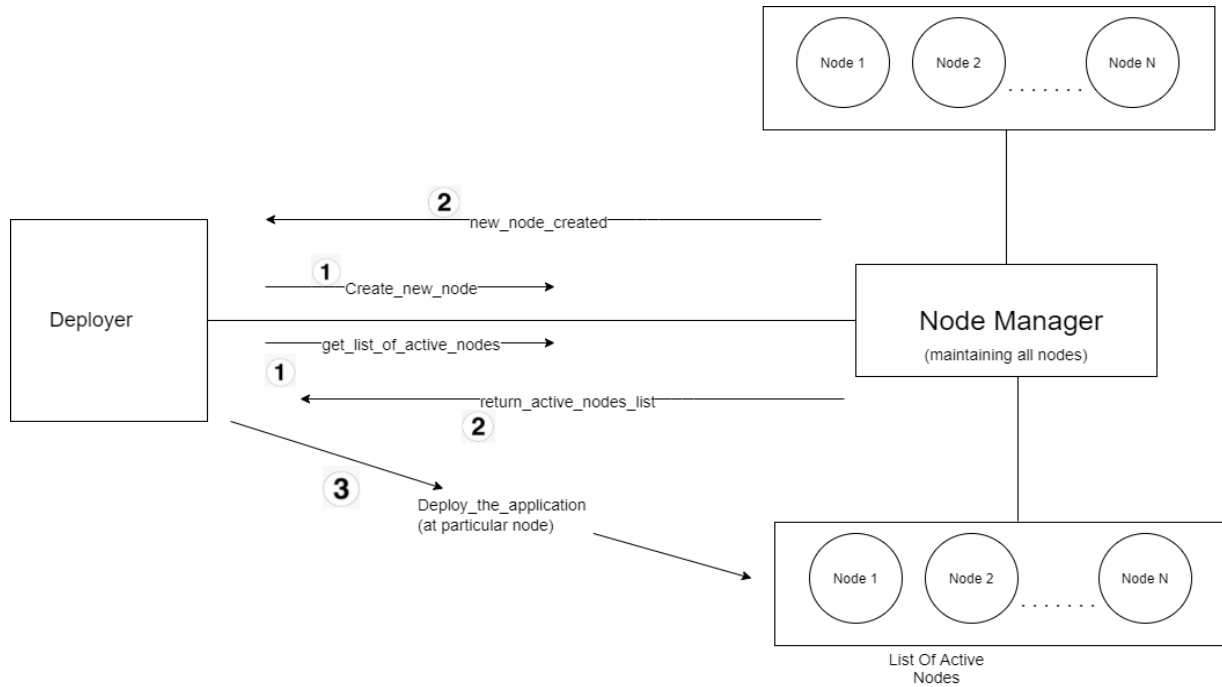 Node 1
Node 2
. . . . . . .
Node N
2
new_node_created
1
Create_new_node
Deployer
Node Manager
(maintaining all nodes)
get_list_of_active_nodes
1
return_active_nodes_list
2
3
Deploy_the_application
(at particular node)
Node 1
Node 2
. . . . . . .
Node N
List Of Active
Nodes